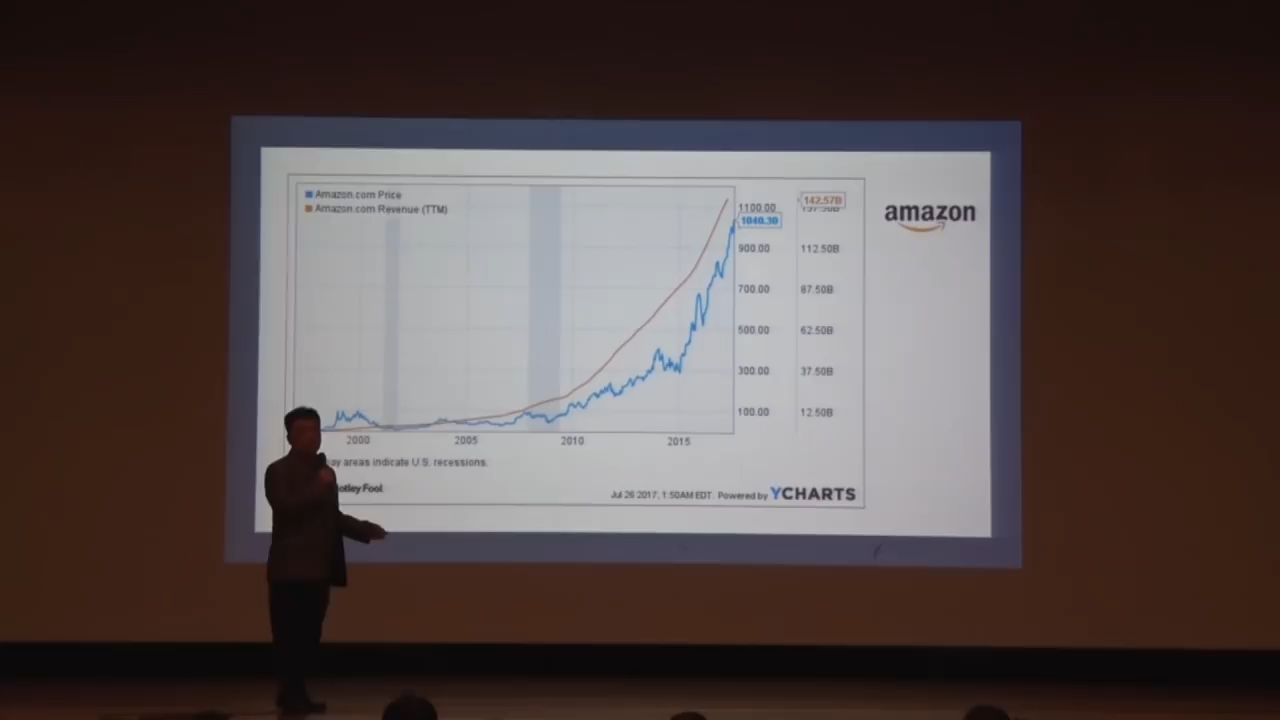 Amazon.com Price
Amazon.com Revenue (TTM)
1100.00
1040.30
900.00
700.00
500.00
300.00
100.00
142.57B
112.50B
87.50B
62.50B
37.50B
12.50B
2000
2005
2010
2015
areas indicate U.S. recessions.
Fool
Jul 26 2017, 1:50AM EDT. Powered by YCHARTS
amazon